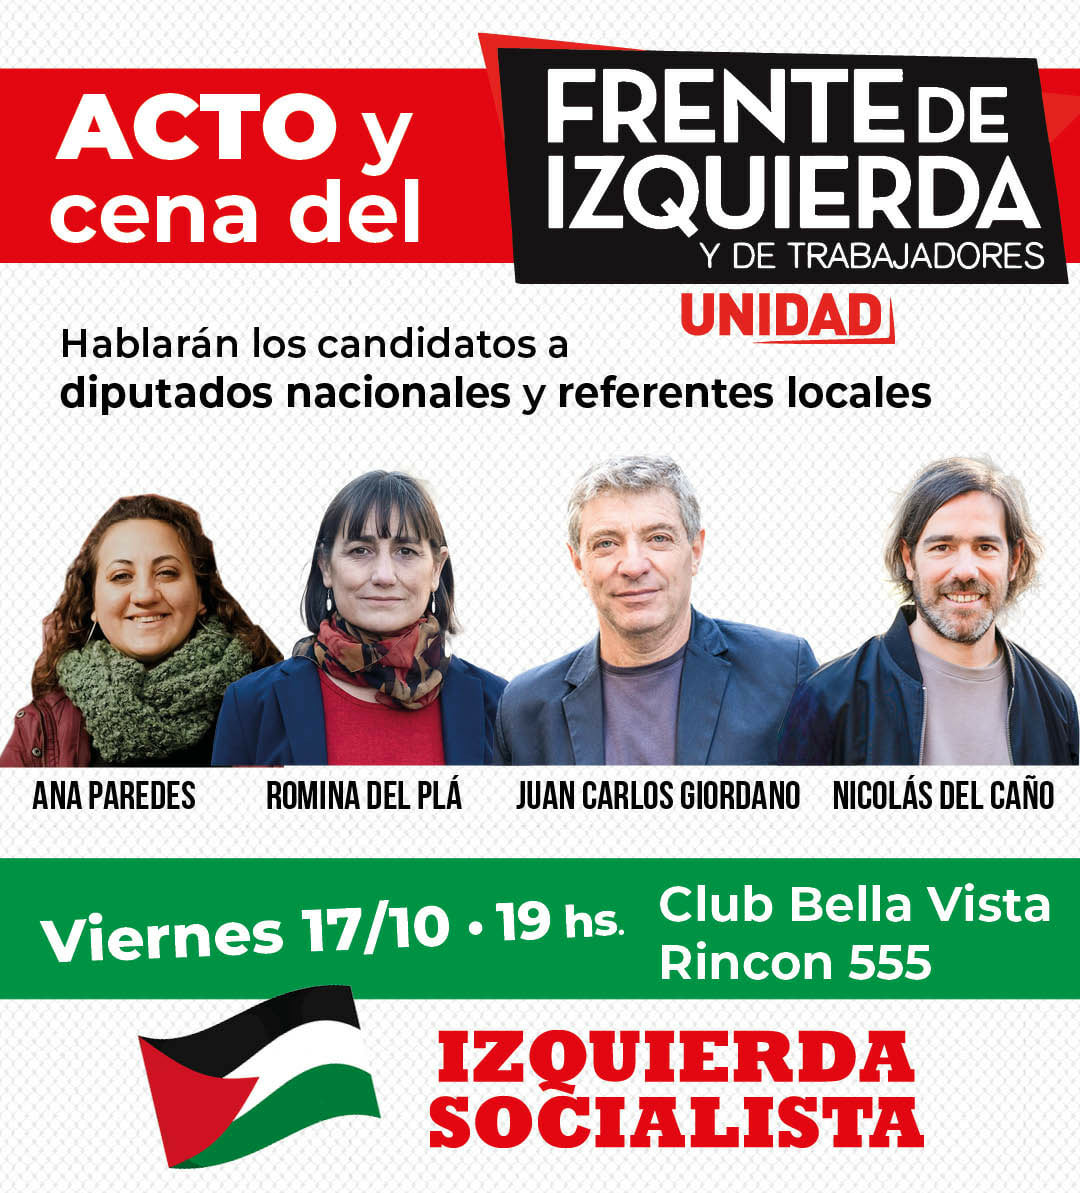 ACTO y
cena del
FRENTE DE
IZQUIERDA
Y DE TRABAJADORES
UNIDAD
Hablarán los candidatos a
diputados nacionales y referentes locales
ANA PAREDES
ROMINA DEL PLÁ
JUAN CARLOS GIORDANO
NICOLÁS DEL CAÑO
Viernes 17/10 • 19 hs.
Club Bella Vista
Rincon 555
IZQUIERDA
SOCIALISTA